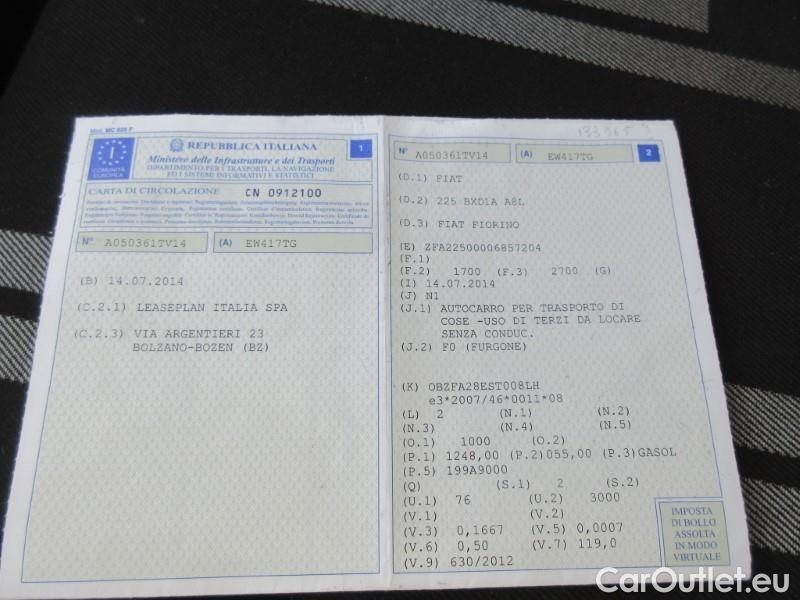 Mod. MC 820 F
REPUBBLICA ITALIANA
1
Ministero delle Infrastrutture e dei Trasporti
DIPARTIMENTO PER I TRASPORTI, LA NAVIGAZIONE
ED I SISTEMI INFORMATIVI E STATISTICI
I
COMUNITÀ
EUROPEA
CARTA DI CIRCOLAZIONE CN 0912100
N° A050361TV14 (A) EW417TG
(B) 14.07.2014
(C.2.1) LEASEPLAN ITALIA SPA
(C.2.3) VIA ARGENTIERI 23
BOLZANO-BOZEN (BZ)
N° A050361TV14 (A) EW417TG 2
(D.1) FIAT
(D.2) 225 BXD1A A8L
(D.3) FIAT FIORINO
(E) ZFA22500006857204
(F.1)
(F.2) 1700 (F.3) 2700 (G)
(I) 14.07.2014
(J) N1
(J.1) AUTOCARRO PER TRASPORTO DI
COSE -USO DI TERZI DA LOCARE
SENZA CONDUC.
(J.2) F0 (FURGONE)
(K) OBZFA28EST008LH
e3*2007/46*0011*08
(L) 2 (N.1) (N.2)
(N.3) (N.4) (N.5)
(O.1) 1000 (O.2)
(P.1) 1248,00 (P.2)055,00 (P.3)GASOL
(P.5) 199A9000
(Q) (S.1) 2 (S.2)
(U.1) 76 (U.2) 3000
(V.1) (V.2)
(V.3) 0,1667 (V.5) 0,0007
(V.6) 0,50 (V.7) 119,0
(V.9) 630/2012
IMPOSTA
DI BOLLO
ASSOLTA
IN MODO
VIRTUALE
CarOutlet.eu